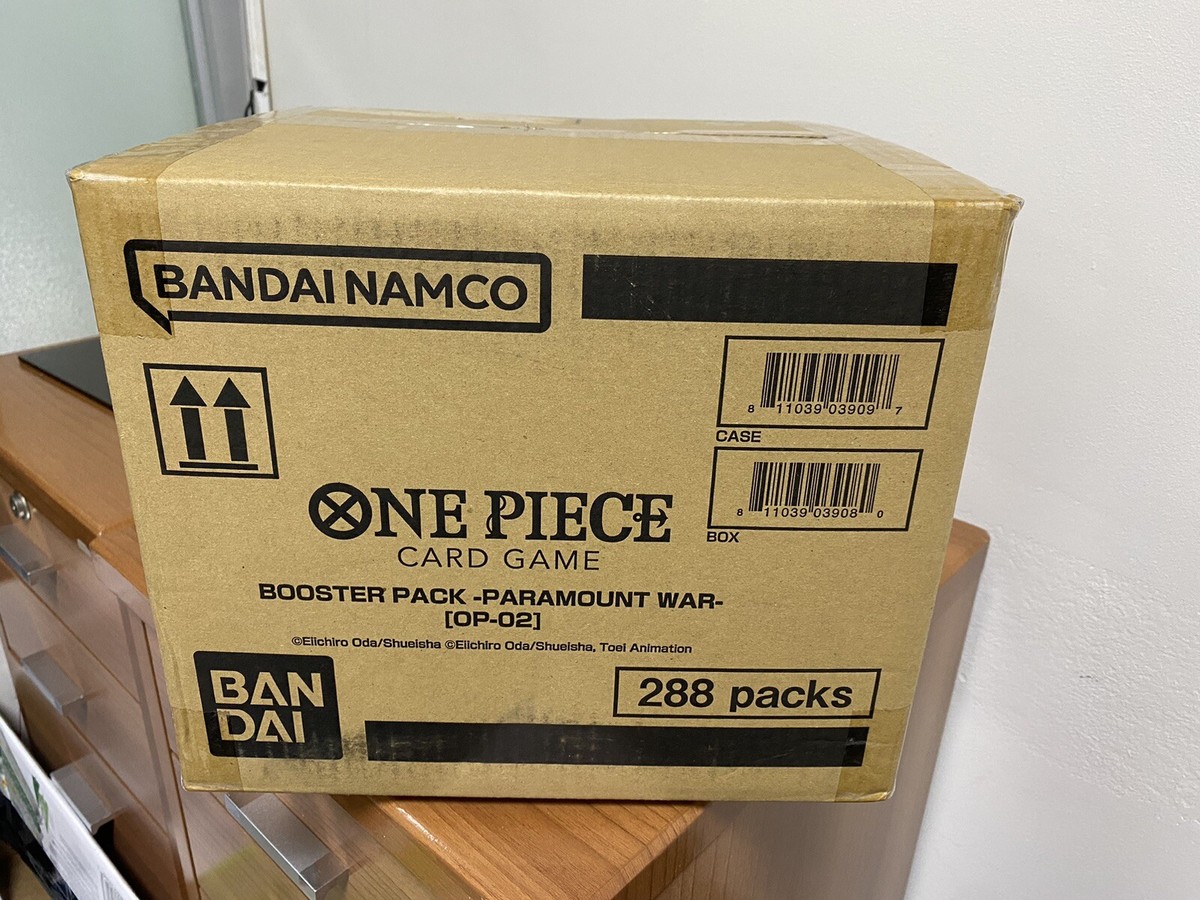 BANDAI NAMCO
8 11039 03909 7
CASE
8 11039 03908 0
BOX
ONE PIECE
CARD GAME
BOOSTER PACK -PARAMOUNT WAR-
[OP-02]
©Eiichiro Oda/Shueisha ©Eiichiro Oda/Shueisha, Toei Animation
BAN
DAI
288 packs